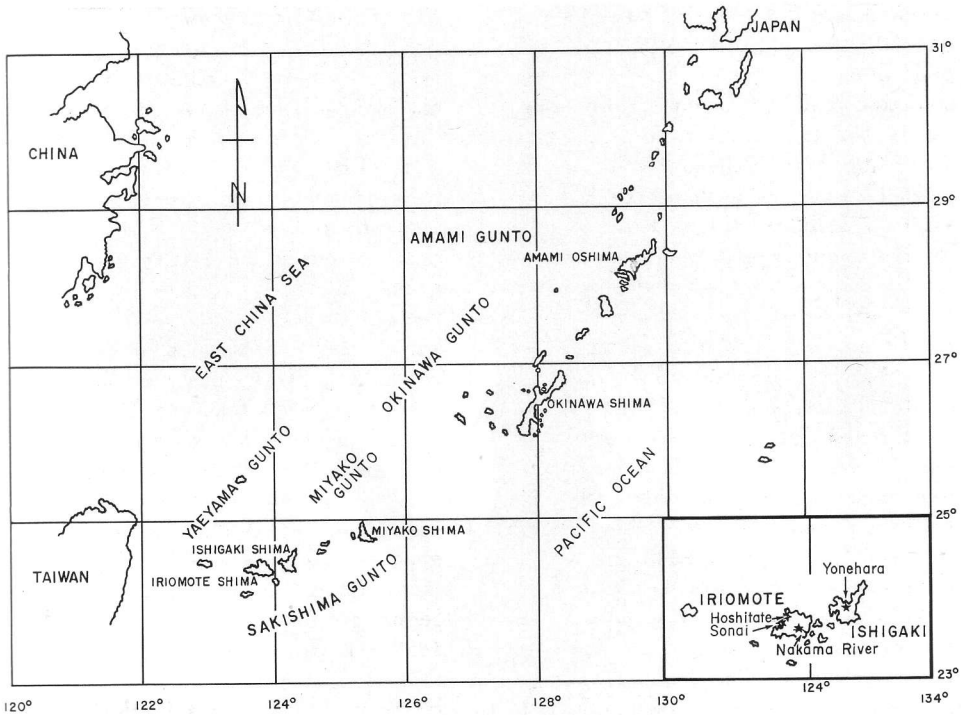 JAPAN
31°
CHINA
N
29°
AMAMI GUNTO
AMAMI OSHIMA
EAST CHINA SEA
OKINAWA GUNTO
27°
OKINAWA SHIMA
YAEYAMA GUNTO
MIYAKO
GUNTO
PACIFIC OCEAN
25°
MIYAKO SHIMA
ISHIGAKI SHIMA
TAIWAN
IRIOMOTE SHIMA
SAKISHIMA GUNTO
Yonehara
IRIOMOTE
Hoshitate
Sonai
ISHIGAKI
Nakama River
23°
120°
122°
124°
126°
128°
130°
124°
134°